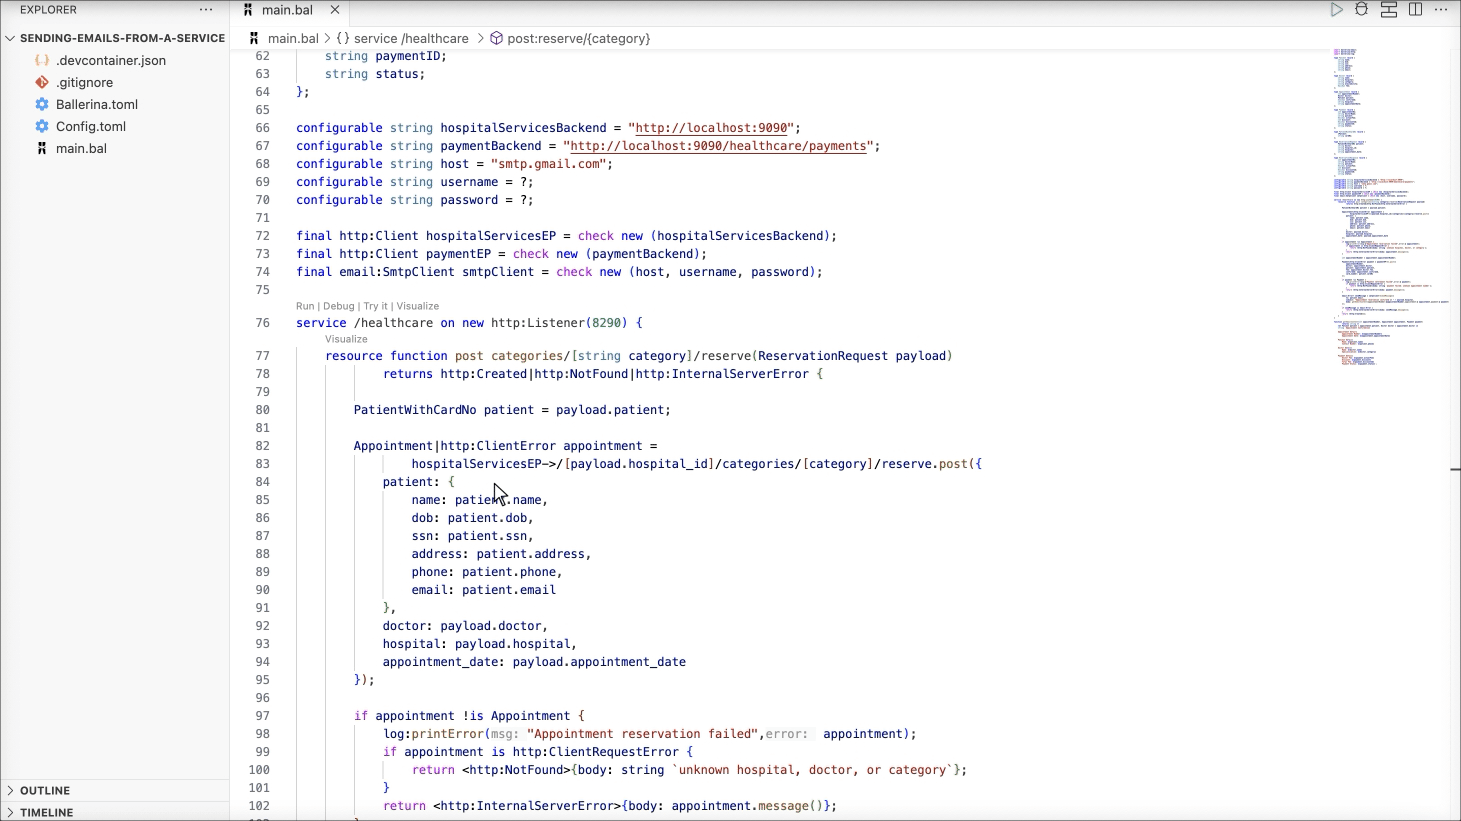 EXPLORER
SENDING-EMAILS-FROM-A-SERVICE
.devcontainer.json
.gitignore
Ballerina.toml
Config.toml
main.bal
OUTLINE
TIMELINE
main.bal
main.bal > {} service /healthcare > post:reserve/{category}
62 string paymentID;
63 string status;
64 };
65
66 configurable string hospitalServicesBackend = "http://localhost:9090";
67 configurable string paymentBackend = "http://localhost:9090/healthcare/payments";
68 configurable string host = "smtp.gmail.com";
69 configurable string username = ?;
70 configurable string password = ?;
71
72 final http:Client hospitalServicesEP = check new (hospitalServicesBackend);
73 final http:Client paymentEP = check new (paymentBackend);
74 final email:SmtpClient smtpClient = check new (host, username, password);
75
Run | Debug | Try it | Visualize
76 service /healthcare on new http:Listener(8290) {
Visualize
77 resource function post categories/[string category]/reserve(ReservationRequest payload)
78 returns http:Created|http:NotFound|http:InternalServerError {
79
80 PatientWithCardNo patient = payload.patient;
81
82 Appointment|http:ClientError appointment =
83 hospitalServicesEP->/[payload.hospital_id]/categories/[category]/reserve.post({
84 patient: {
85 name: patient.name,
86 dob: patient.dob,
87 ssn: patient.ssn,
88 address: patient.address,
89 phone: patient.phone,
90 email: patient.email
91 },
92 doctor: payload.doctor,
93 hospital: payload.hospital,
94 appointment_date: payload.appointment_date
95 });
96
97 if appointment !is Appointment {
98 log:printError(msg: "Appointment reservation failed",error: appointment);
99 if appointment is http:ClientRequestError {
100 return <http:NotFound>{body: string `unknown hospital, doctor, or category`};
101 }
102 return <http:InternalServerError>{body: appointment.message()};